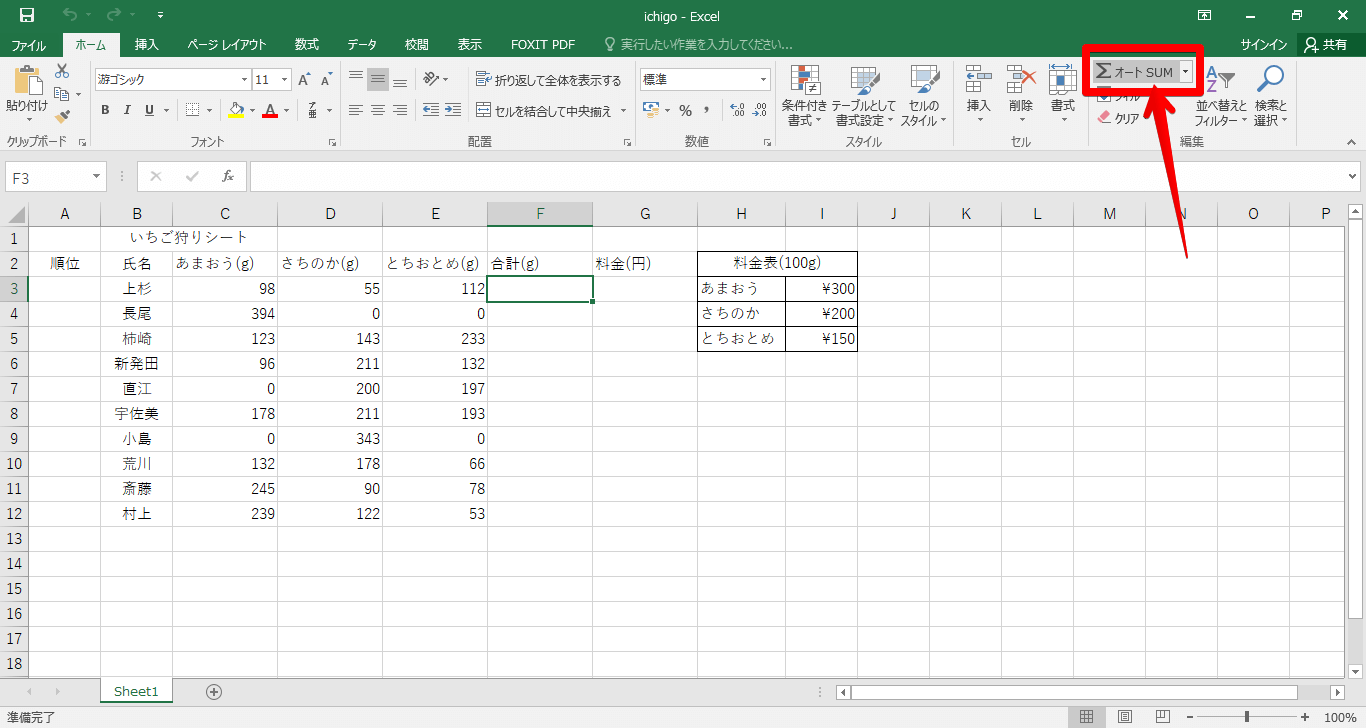 ichigo - Excel
ファイル ホーム 挿入 ページ レイアウト 数式 データ 校閲 表示 FOXIT PDF 実行したい作業を入力してください... サインイン 共有
貼り付け
クリップボード
游ゴシック 11
B I U
フォント
折り返して全体を表示する
セルを結合して中央揃え
配置
標準
% ,
数値
条件付き書式
テーブルとして書式設定
セルのスタイル
スタイル
挿入 削除 書式
セル
Σ オート SUM
クリア
並べ替えとフィルター
検索と選択
編集
F3 fx
A B C D E F G H I J K L M N O P
1 いちご狩りシート
2 順位 氏名 あまおう(g) さちのか(g) とちおとめ(g) 合計(g) 料金(円) 料金表(100g)
3 上杉 98 55 112 あまおう ¥300
4 長尾 394 0 0 さちのか ¥200
5 柿崎 123 143 233 とちおとめ ¥150
6 新発田 96 211 132
7 直江 0 200 197
8 宇佐美 178 211 193
9 小島 0 343 0
10 荒川 132 178 66
11 斎藤 245 90 78
12 村上 239 122 53
13
14
15
16
17
18
Sheet1
準備完了 100%